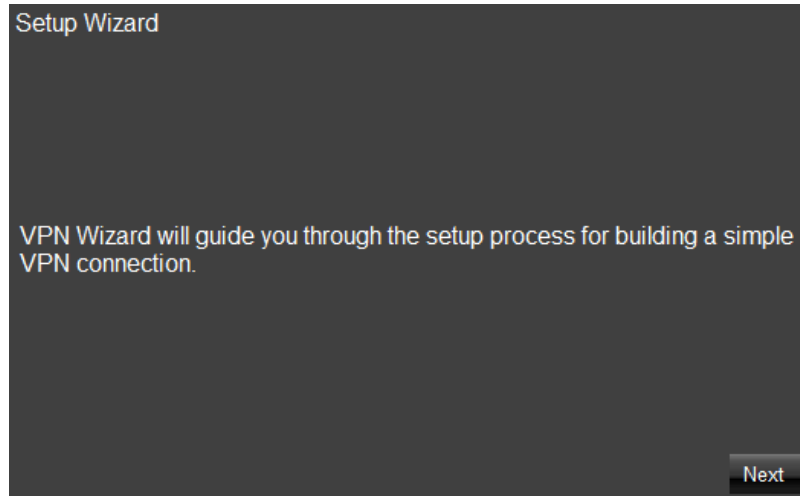 Setup Wizard
VPN Wizard will guide you through the setup process for building a simple
VPN connection.
Next